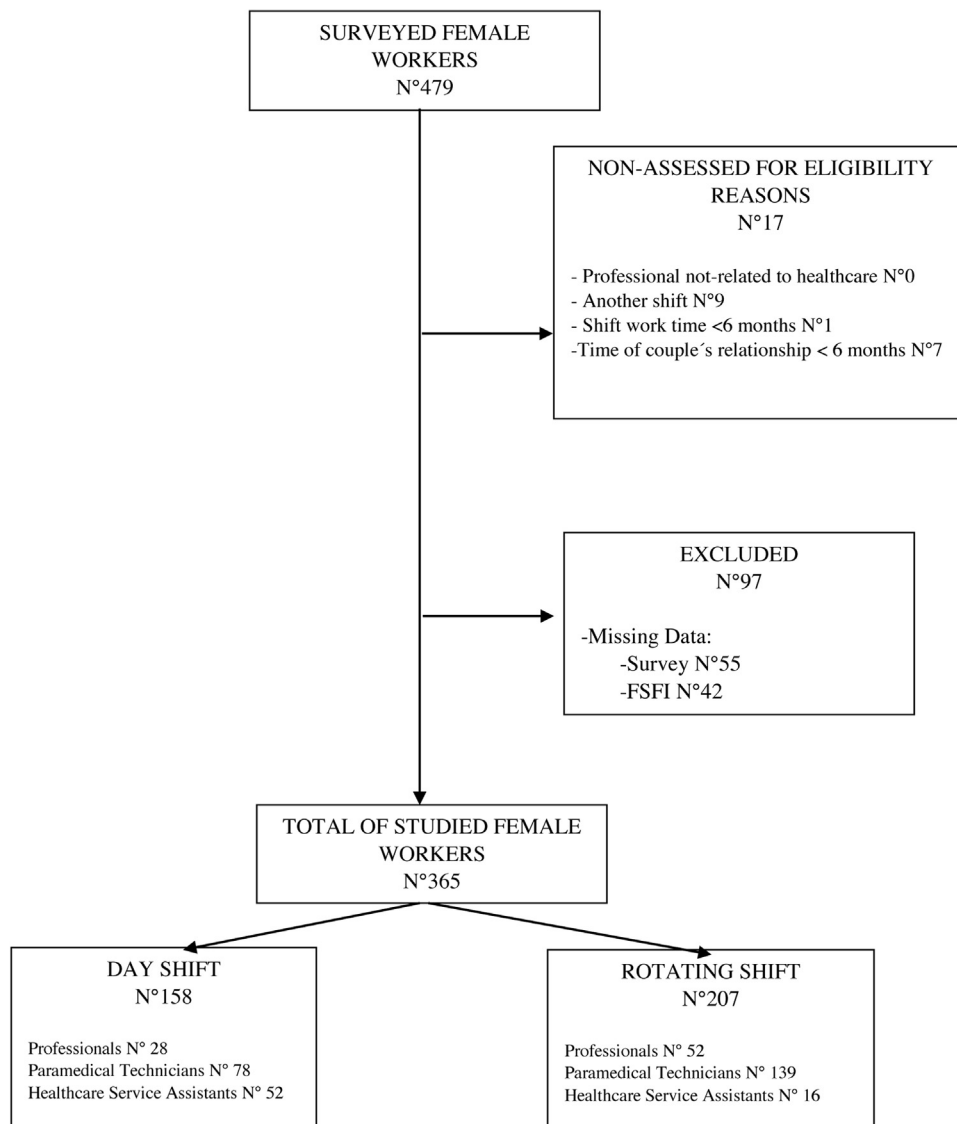 SURVEYED FEMALE
WORKERS
N°479
NON-ASSESSED FOR ELIGIBILITY
REASONS
N°17
- Professional not-related to healthcare N°0
- Another shift N°9
- Shift work time <6 months N°1
-Time of couple´s relationship < 6 months N°7
EXCLUDED
N°97
-Missing Data:
-Survey N°55
-FSFI N°42
TOTAL OF STUDIED FEMALE
WORKERS
N°365
DAY SHIFT
N°158
Professionals N° 28
Paramedical Technicians N° 78
Healthcare Service Assistants N° 52
ROTATING SHIFT
N°207
Professionals N° 52
Paramedical Technicians N° 139
Healthcare Service Assistants N° 16